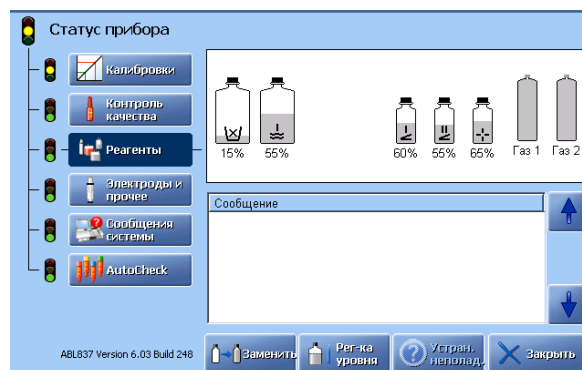 Статус прибора
Калибровки
Контроль
качества
Реагенты
Электроды и
прочее
Сообщения
системы
AutoCheck
15% 55% 60% 55% 65% Газ 1 Газ 2
Сообщение
ABL837 Version 6.03 Build 248
Заменить
Рег-ка
уровня
Устран.
неполад.
Закрыть